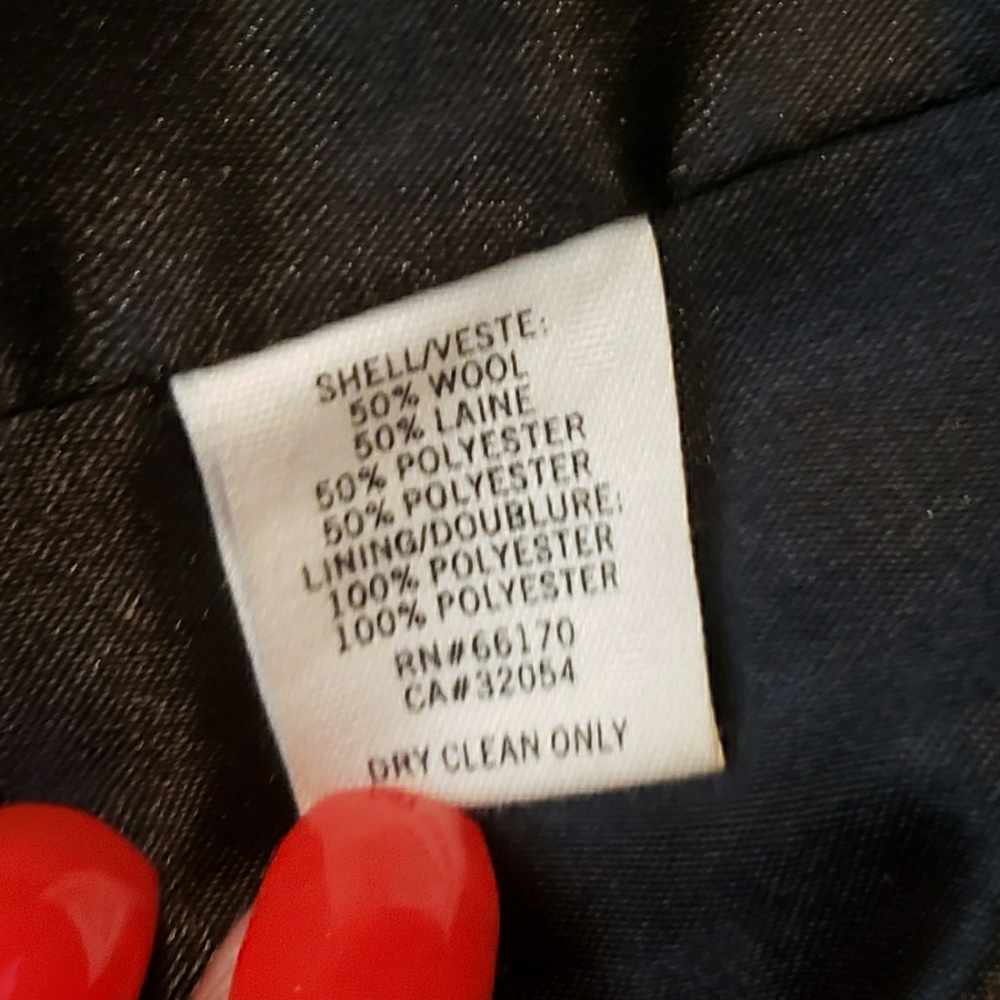 SHELL/VESTE:
50% WOOL
50% LAINE
50% POLYESTER
50% POLYESTER
LINING/DOUBLURE:
100% POLYESTER
100% POLYESTER
RN#66170
CA#32054
DRY CLEAN ONLY